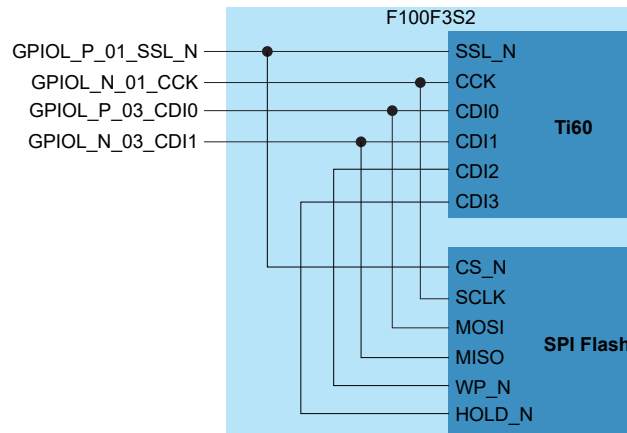 F100F3S2
GPIOL_P_01_SSL_N
GPIOL_N_01_CCK
GPIOL_P_03_CDI0
GPIOL_N_03_CDI1
SSL_N
CCK
CDI0
CDI1
CDI2
CDI3
Ti60
CS_N
SCLK
MOSI
MISO
WP_N
HOLD_N
SPI Flash